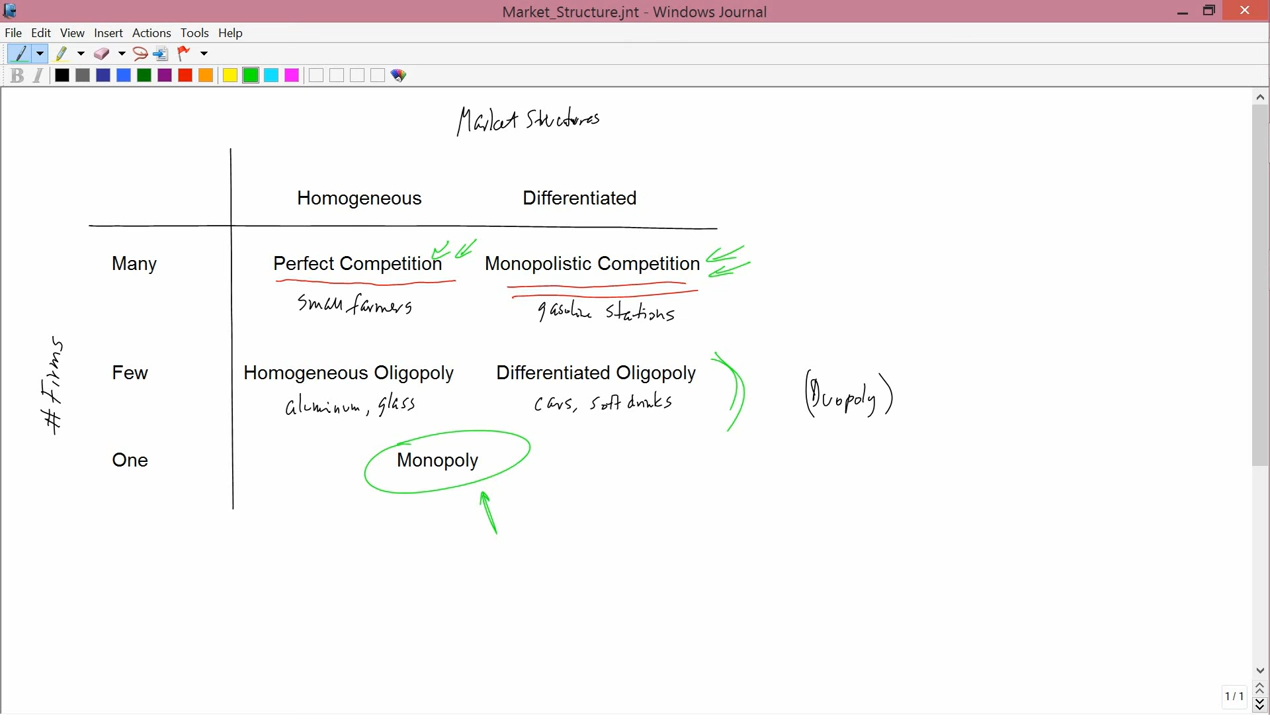 Market_Structure.jnt - Windows Journal
File Edit View Insert Actions Tools Help
B I
Market Structures
Homogeneous Differentiated
Many Perfect Competition Monopolistic Competition
small farmers gasoline stations
# Firms
Few Homogeneous Oligopoly Differentiated Oligopoly
aluminum, glass cars, soft drinks (Duopoly)
One Monopoly
1 / 1